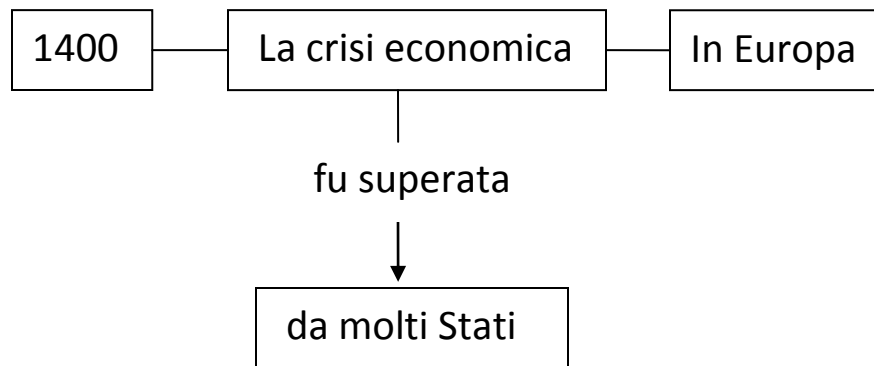 1400 La crisi economica In Europa
fu superata
da molti Stati